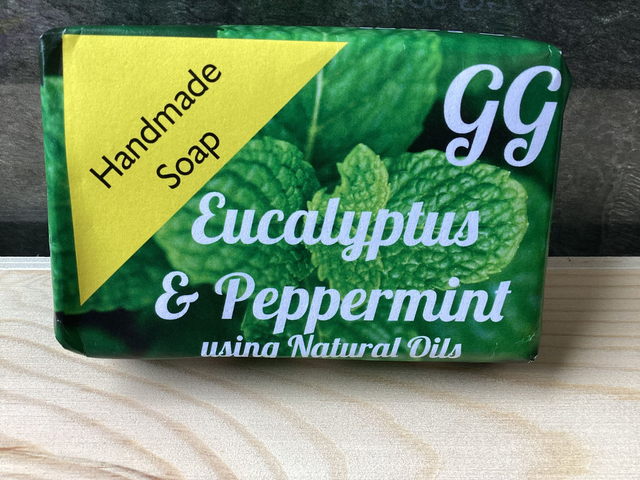 Handmade
Soap
GG
Eucalyptus
& Peppermint
using Natural Oils